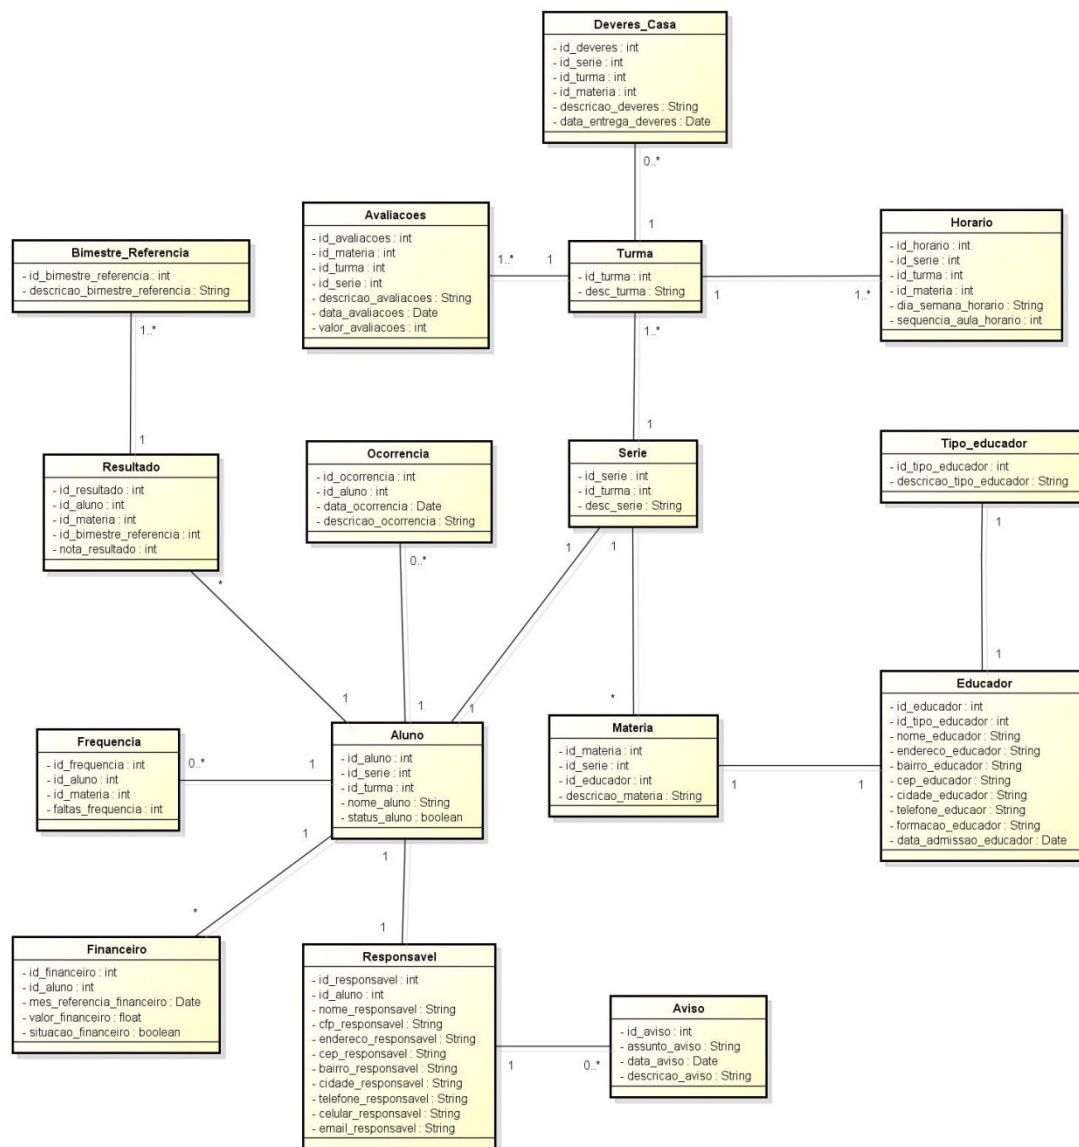 Deveres_Casa
- id_deveres : int
- id_serie : int
- id_turma : int
- id_materia : int
- descricao_deveres : String
- data_entrega_deveres : Date
0..*
1
Avaliacoes
- id_avaliacoes : int
- id_materia : int
- id_turma : int
- id_serie : int
- descricao_avaliacoes : String
- data_avaliacoes : Date
- valor_avaliacoes : int
1..*
1
Turma
- id_turma : int
- desc_turma : String
1
1..*
Horario
- id_horario : int
- id_serie : int
- id_turma : int
- id_materia : int
- dia_semana_horario : String
- sequencia_aula_horario : int
Bimestre_Referencia
- id_bimestre_referencia : int
- descricao_bimestre_referencia : String
1..*
1
1..*
1
Resultado
- id_resultado : int
- id_aluno : int
- id_materia : int
- id_bimestre_referencia : int
- nota_resultado : int
*
1
Ocorrencia
- id_ocorrencia : int
- id_aluno : int
- data_ocorrencia : Date
- descricao_ocorrencia : String
0..*
1
Serie
- id_serie : int
- id_turma : int
- desc_serie : String
1
1
1
*
Tipo_educador
- id_tipo_educador : int
- descricao_tipo_educador : String
1
1
Frequencia
- id_frequencia : int
- id_aluno : int
- id_materia : int
- faltas_frequencia : int
0..*
1
Aluno
- id_aluno : int
- id_serie : int
- id_turma : int
- nome_aluno : String
- status_aluno : boolean
Materia
- id_materia : int
- id_serie : int
- id_educador : int
- descricao_materia : String
1
1
Educador
- id_educador : int
- id_tipo_educador : int
- nome_educador : String
- endereco_educador : String
- bairro_educador : String
- cep_educador : String
- cidade_educador : String
- telefone_educaor : String
- formacao_educador : String
- data_admissao_educador : Date
1
*
1
1
Financeiro
- id_financeiro : int
- id_aluno : int
- mes_referencia_financeiro : Date
- valor_financeiro : float
- situacao_financeiro : boolean
Responsavel
- id_responsavel : int
- id_aluno : int
- nome_responsavel : String
- cfp_responsavel : String
- endereco_responsavel : String
- cep_responsavel : String
- bairro_responsavel : String
- cidade_responsavel : String
- telefone_responsavel : String
- celular_responsavel : String
- email_responsavel : String
1
0..*
Aviso
- id_aviso : int
- assunto_aviso : String
- data_aviso : Date
- descricao_aviso : String